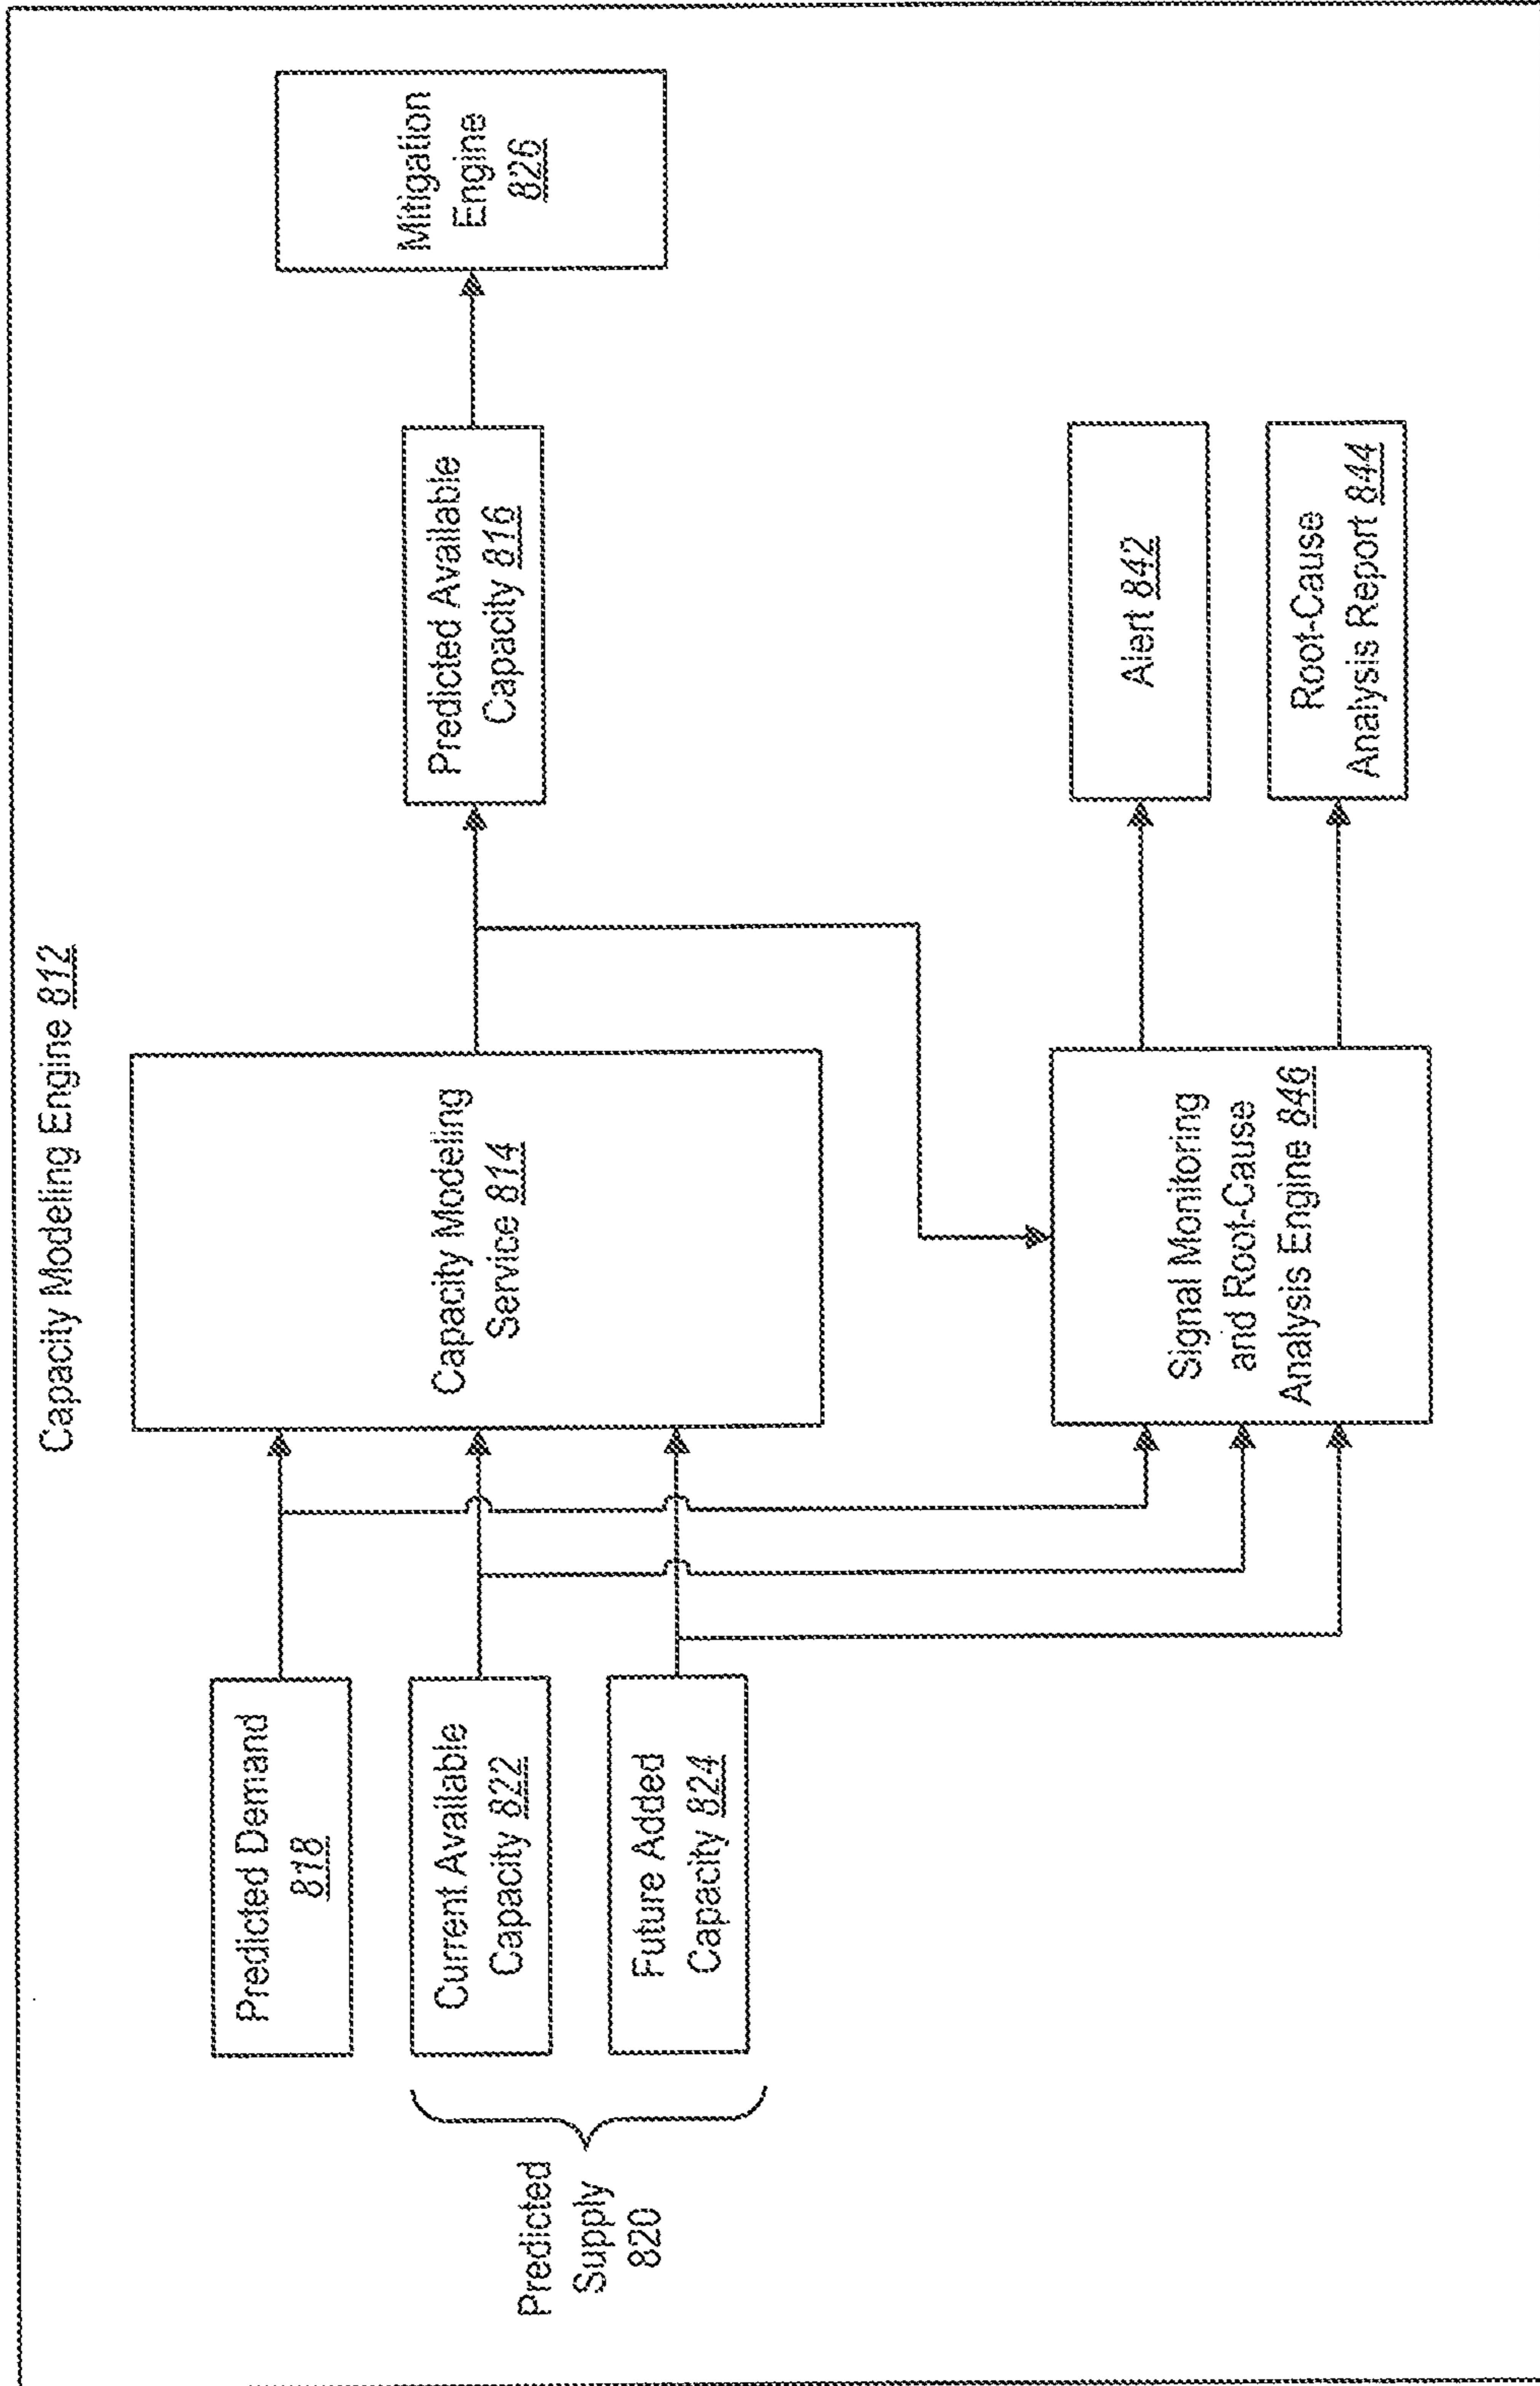 Capacity Modeling Engine 812
Predicted Demand
818
Current Available
Capacity 822
Future Added
Capacity 824
Predicted
Supply
820
Capacity Modeling
Service 814
Predicted Available
Capacity 816
Mitigation
Engine
826
Signal Monitoring
and Root-Cause
Analysis Engine 846
Alert 842
Root-Cause
Analysis Report 844